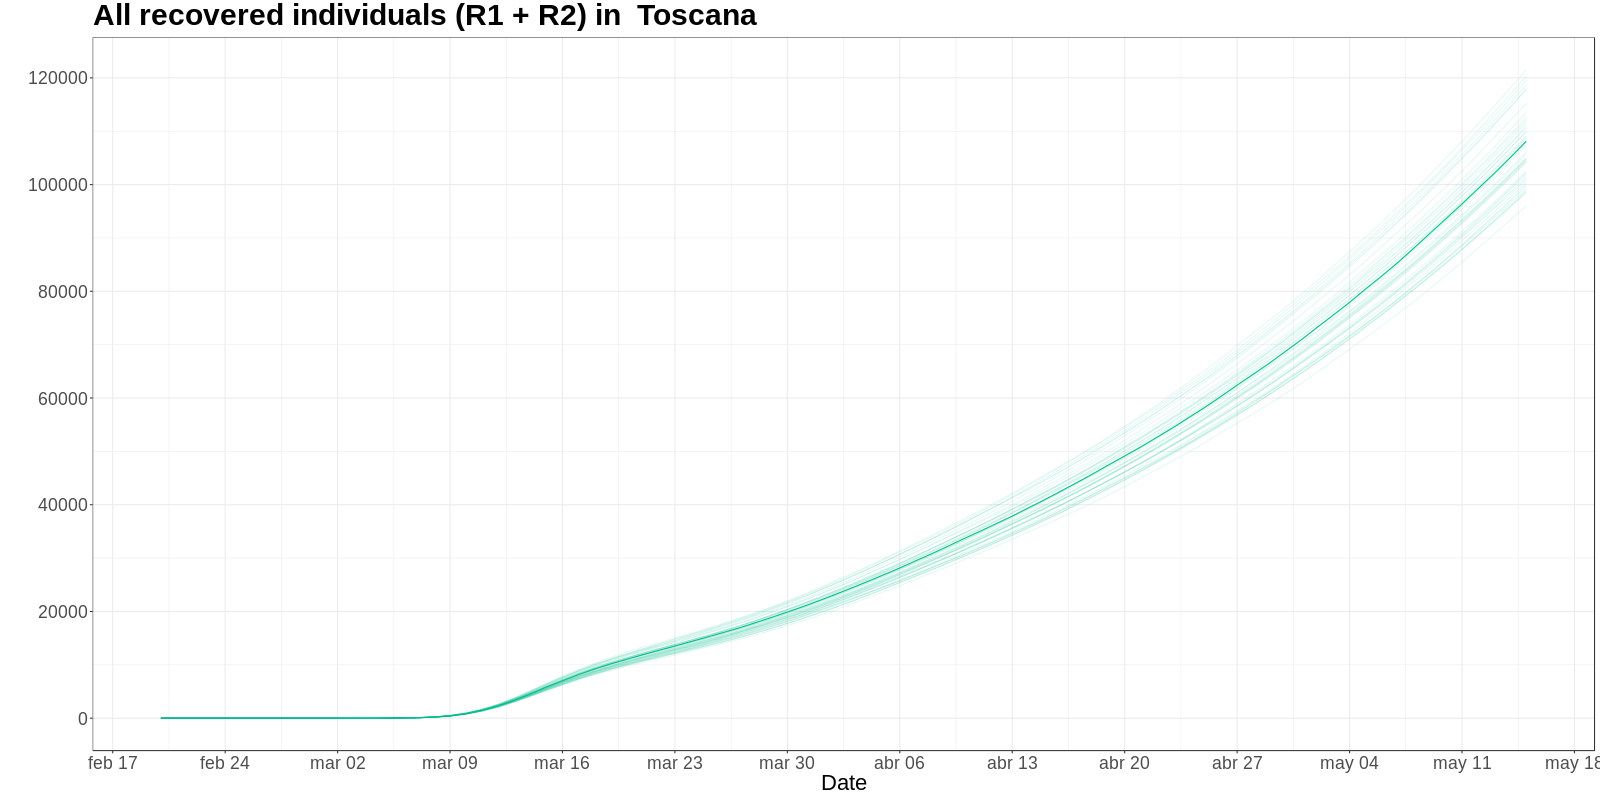 All recovered individuals (R1 + R2) in  Toscana
120000
100000
80000
60000
40000
20000
0
feb 17 feb 24 mar 02 mar 09 mar 16 mar 23 mar 30 abr 06 abr 13 abr 20 abr 27 may 04 may 11 may 18
Date